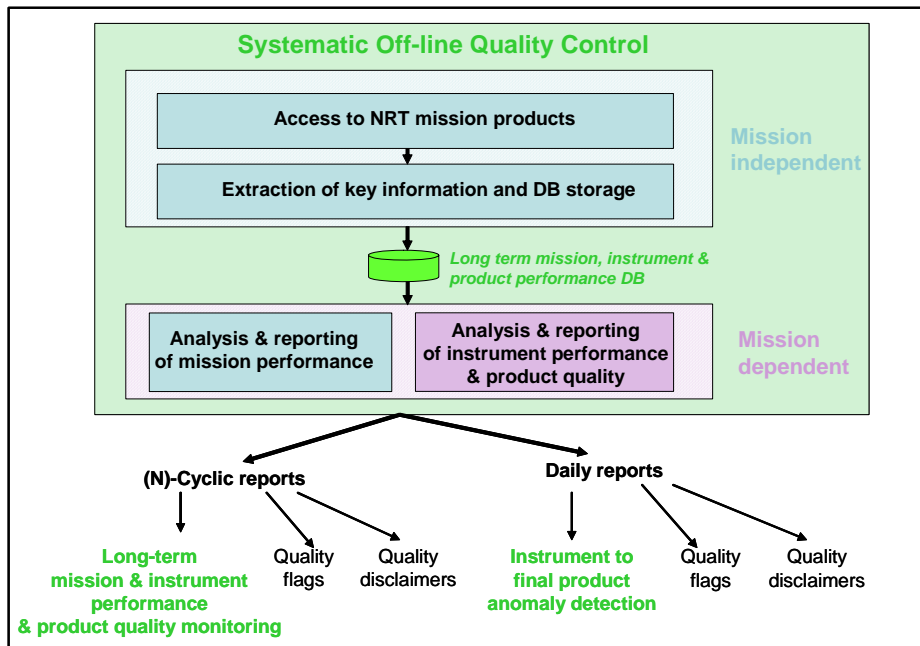 Systematic Off-line Quality Control
Access to NRT mission products
Extraction of key information and DB storage
Mission
independent
Long term mission, instrument &
product performance DB
Analysis & reporting
of mission performance
Analysis & reporting
of instrument performance
& product quality
Mission
dependent
(N)-Cyclic reports
Daily reports
Long-term
mission & instrument
performance
& product quality monitoring
Quality
flags
Quality
disclaimers
Instrument to
final product
anomaly detection
Quality
flags
Quality
disclaimers